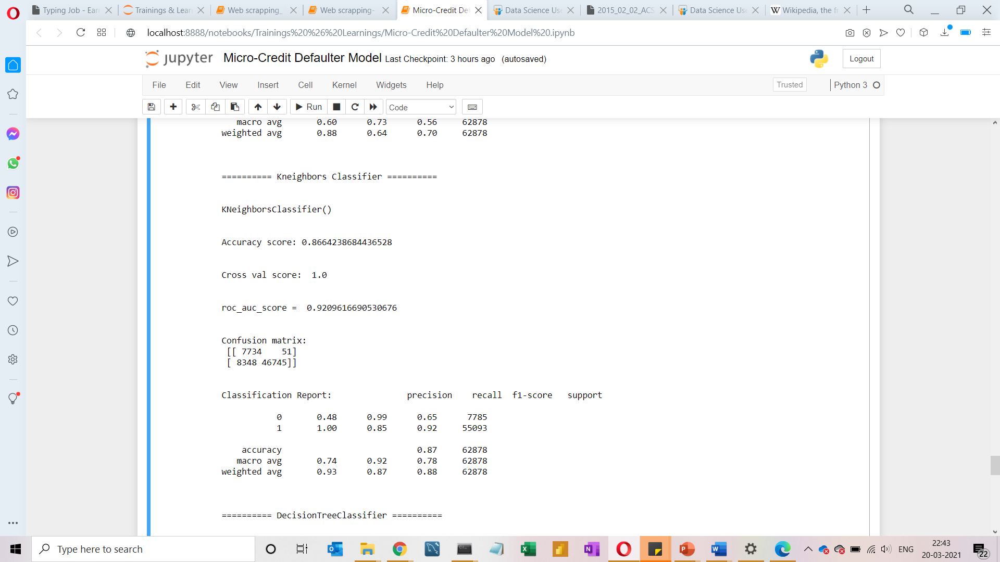 Typing Job - Ear
Trainings & Lear
Web scrapping_
Web scrapping-
Micro-Credit De
Data Science Us
2015_02_02_ACS
Data Science Us
Wikipedia, the f
localhost:8888/notebooks/Trainings%20%26%20Learnings/Micro-Credit%20Defaulter%20Model%20.ipynb
jupyter Micro-Credit Defaulter Model Last Checkpoint: 3 hours ago (autosaved)
Logout
File Edit View Insert Cell Kernel Widgets Help
Trusted
Python 3
Run
Code
macro avg 0.60 0.73 0.56 62878
weighted avg 0.88 0.64 0.70 62878
========== Kneighbors Classifier ==========
KNeighborsClassifier()
Accuracy score: 0.8664238684436528
Cross val score: 1.0
roc_auc_score = 0.9209616690530676
Confusion matrix:
[[ 7734 51]
[ 8348 46745]]
Classification Report: precision recall f1-score support
0 0.48 0.99 0.65 7785
1 1.00 0.85 0.92 55093
accuracy 0.87 62878
macro avg 0.74 0.92 0.78 62878
weighted avg 0.93 0.87 0.88 62878
========== DecisionTreeClassifier ==========
Type here to search
ENG
22:43
20-03-2021
22